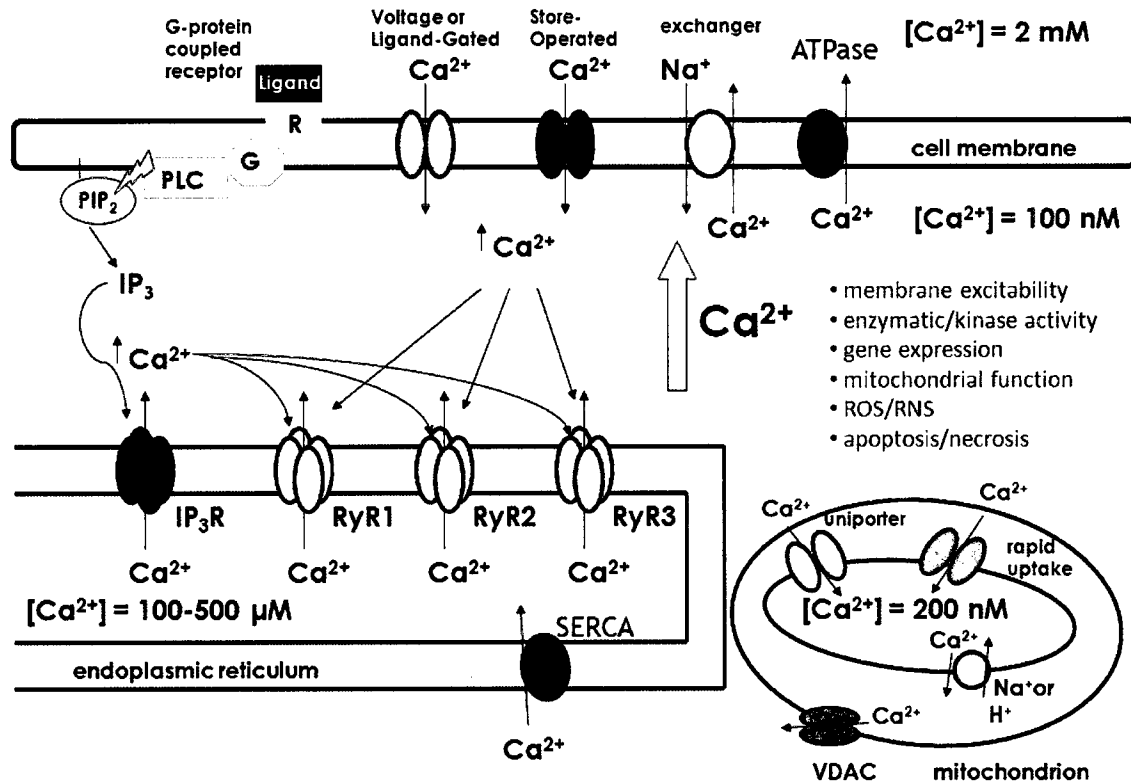 G-protein
coupled
receptor
Ligand
R
G
PLC
PIP₂
IP₃
Voltage or
Ligand-Gated
Ca²⁺
Store-
Operated
Ca²⁺
exchanger
Na⁺
ATPase
[Ca²⁺] = 2 mM
cell membrane
Ca²⁺
Ca²⁺
[Ca²⁺] = 100 nM
Ca²⁺
Ca²⁺
Ca²⁺
• membrane excitability
• enzymatic/kinase activity
• gene expression
• mitochondrial function
• ROS/RNS
• apoptosis/necrosis
IP₃R
RyR1
RyR2
RyR3
Ca²⁺
Ca²⁺
Ca²⁺
Ca²⁺
[Ca²⁺] = 100-500 µM
SERCA
endoplasmic reticulum
Ca²⁺
Ca²⁺
uniporter
Ca²⁺
rapid
uptake
[Ca²⁺] = 200 nM
Ca²⁺
Na⁺or
H⁺
Ca²⁺
VDAC
mitochondrion